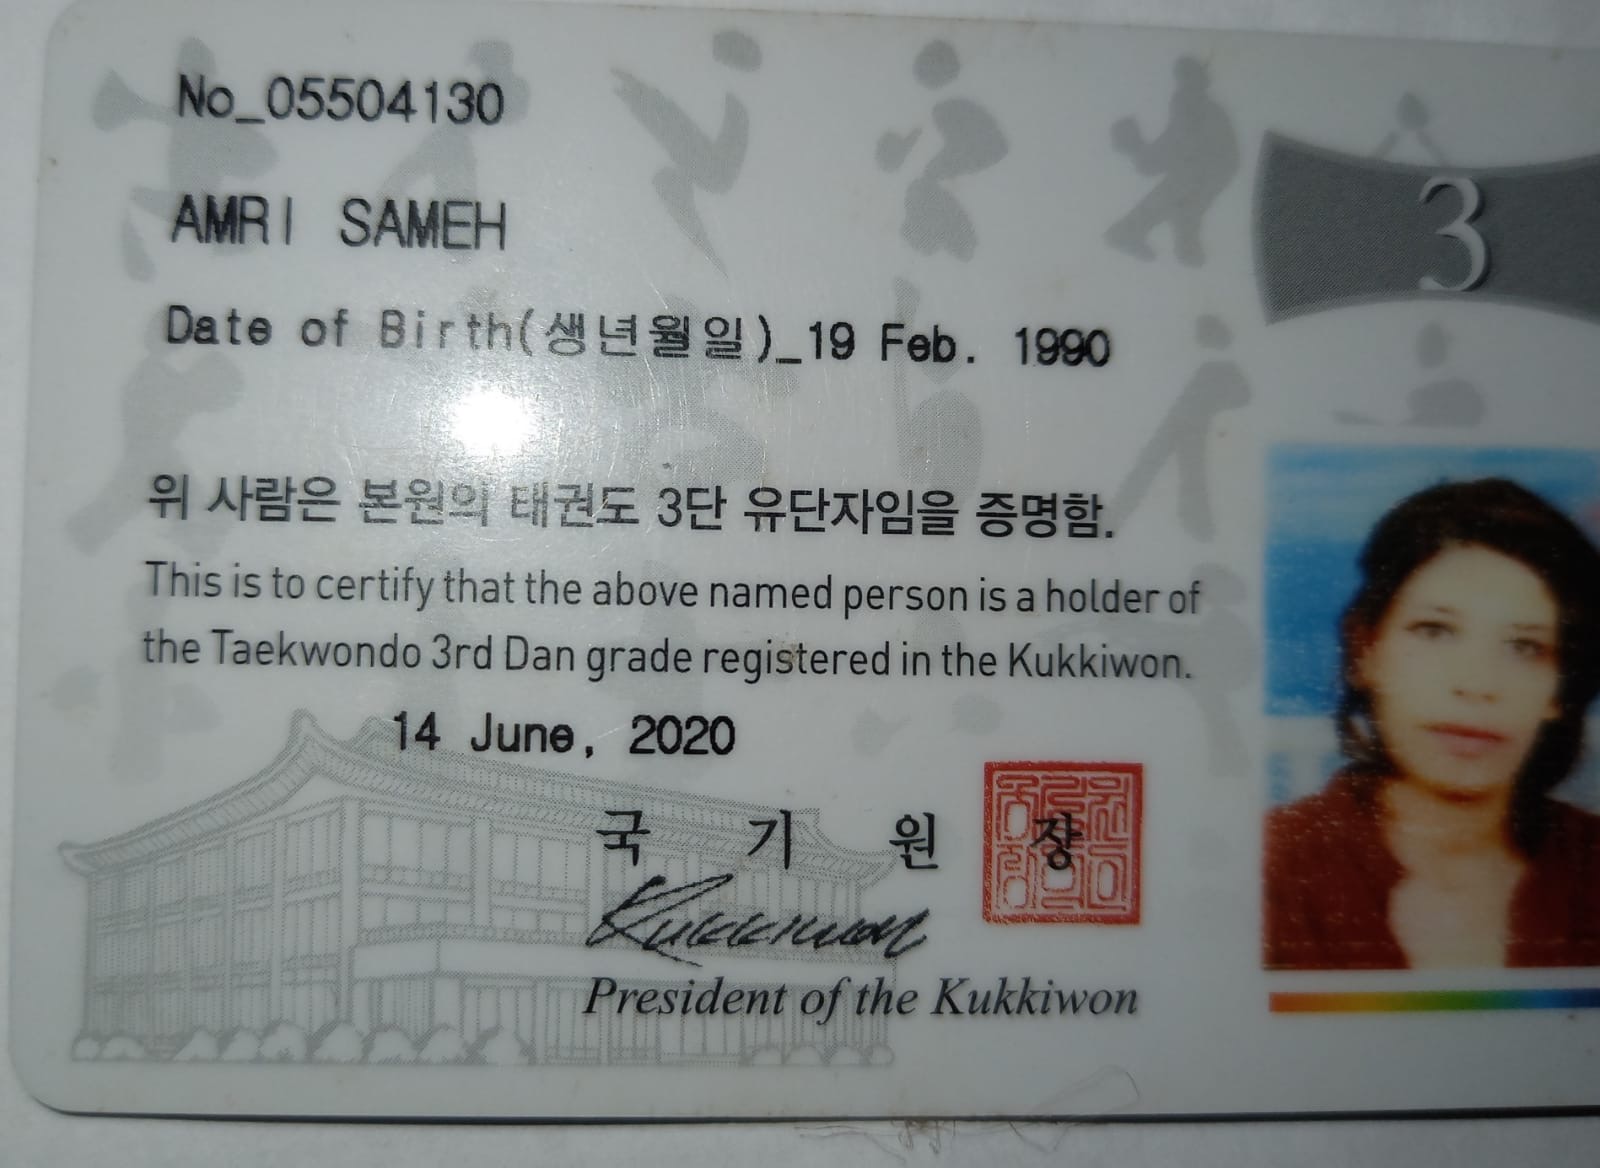 No_05504130
3
AMRI SAMEH
Date of Birth(생년월일)_19 Feb. 1990
위 사람은 본원의 태권도 3단 유단자임을 증명함.
This is to certify that the above named person is a holder of
the Taekwondo 3rd Dan grade registered in the Kukkiwon.
14 June, 2020
국 기 원 장
Kukkiwon
President of the Kukkiwon